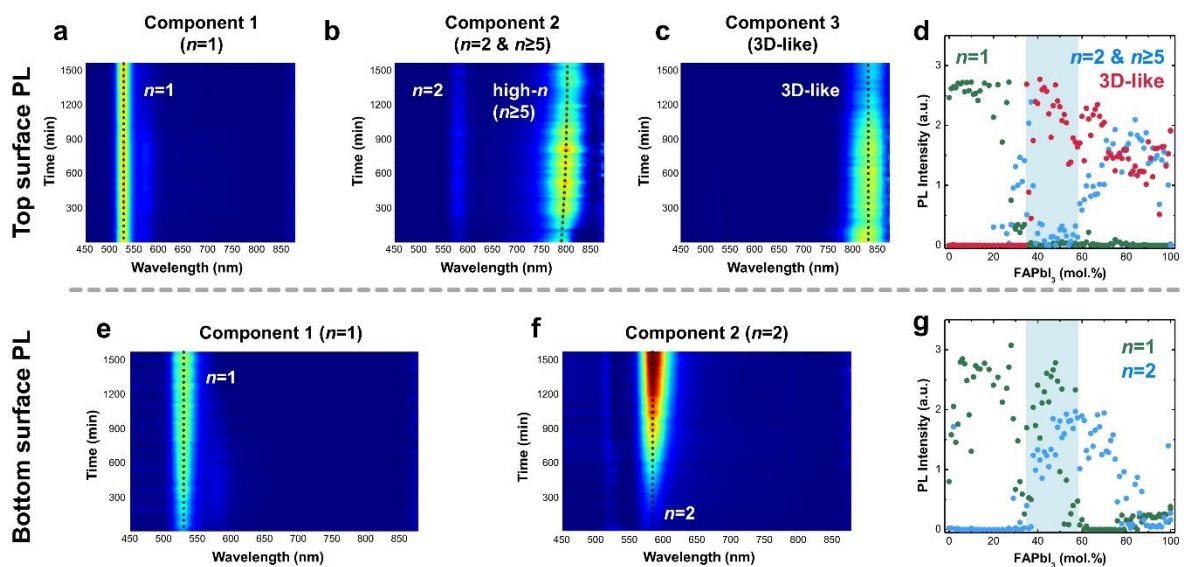 Top surface PL
a
Component 1
(n=1)
n=1
Time (min)
1500
1200
900
600
300
450 500 550 600 650 700 750 800 850
Wavelength (nm)
b
Component 2
(n=2 & n≥5)
n=2
high-n
(n≥5)
Time (min)
1500
1200
900
600
300
450 500 550 600 650 700 750 800 850
Wavelength (nm)
c
Component 3
(3D-like)
3D-like
Time (min)
1500
1200
900
600
300
450 500 550 600 650 700 750 800 850
Wavelength (nm)
d
n=1
n=2 & n≥5
3D-like
PL Intensity (a.u.)
3
2
1
0
0 20 40 60 80 100
FAPbI₃ (mol.%)
Bottom surface PL
e
Component 1 (n=1)
n=1
Time (min)
1500
1200
900
600
300
450 500 550 600 650 700 750 800 850
Wavelength (nm)
f
Component 2 (n=2)
n=2
Time (min)
1500
1200
900
600
300
450 500 550 600 650 700 750 800 850
Wavelength (nm)
g
n=1
n=2
PL Intensity (a.u.)
3
2
1
0
0 20 40 60 80 100
FAPbI₃ (mol.%)